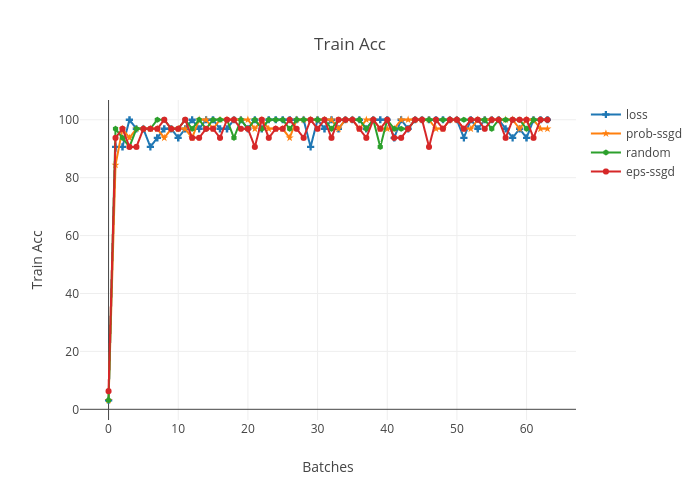 Train Acc
100
80
60
40
20
0
Train Acc
0 10 20 30 40 50 60
Batches
loss
prob-ssgd
random
eps-ssgd